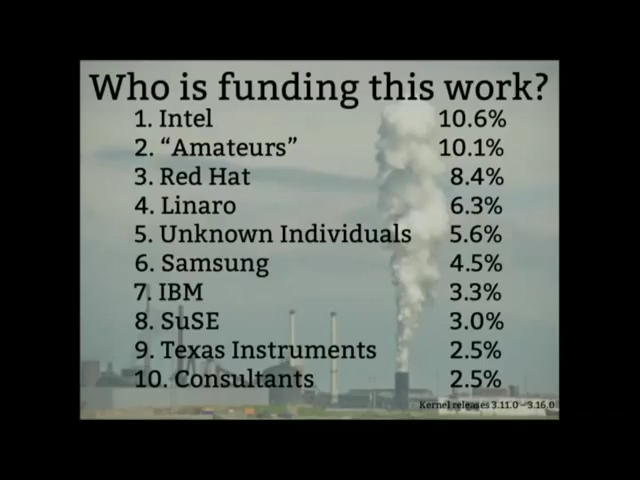 Who is funding this work?
1. Intel 10.6%
2. “Amateurs” 10.1%
3. Red Hat 8.4%
4. Linaro 6.3%
5. Unknown Individuals 5.6%
6. Samsung 4.5%
7. IBM 3.3%
8. SuSE 3.0%
9. Texas Instruments 2.5%
10. Consultants 2.5%
Kernel releases 3.11.0 – 3.16.0